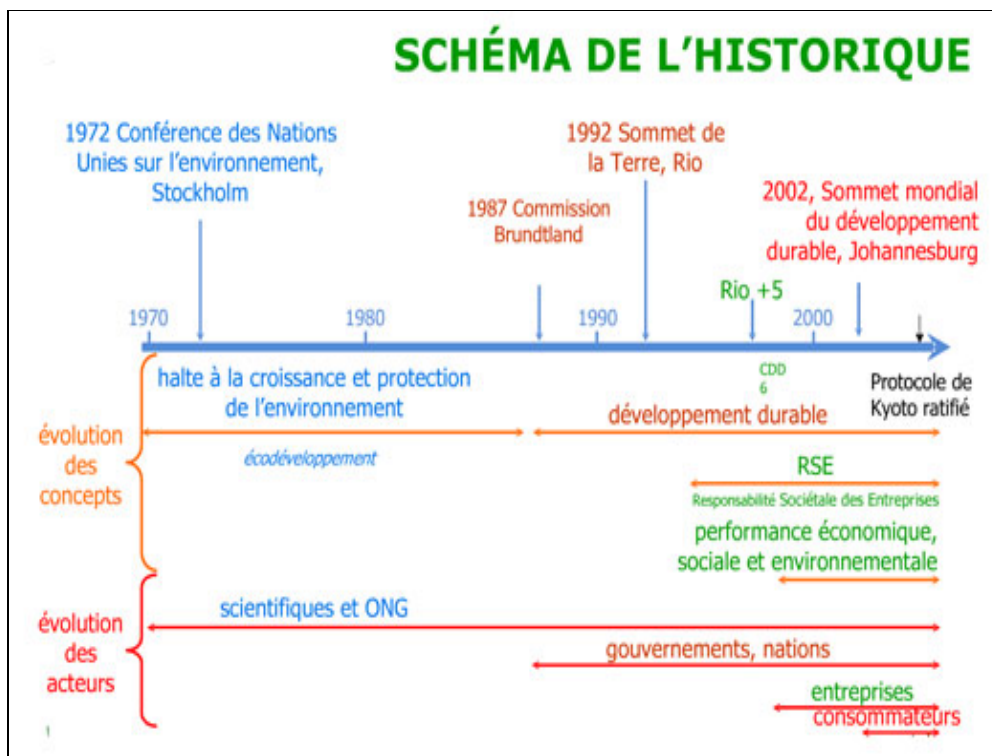 SCHÉMA DE L'HISTORIQUE
1972 Conférence des Nations
Unies sur l'environnement,
Stockholm
1987 Commission
Brundtland
1992 Sommet de
la Terre, Rio
2002, Sommet mondial
du développement
durable, Johannesburg
Rio +5
1970
1980
1990
2000
halte à la croissance et protection
de l'environnement
CDD
6
Protocole de
Kyoto ratifié
développement durable
évolution
des
concepts
écodéveloppement
RSE
Responsabilité Sociétale des Entreprises
performance économique,
sociale et environnementale
évolution
des
acteurs
scientifiques et ONG
gouvernements, nations
entreprises
consommateurs